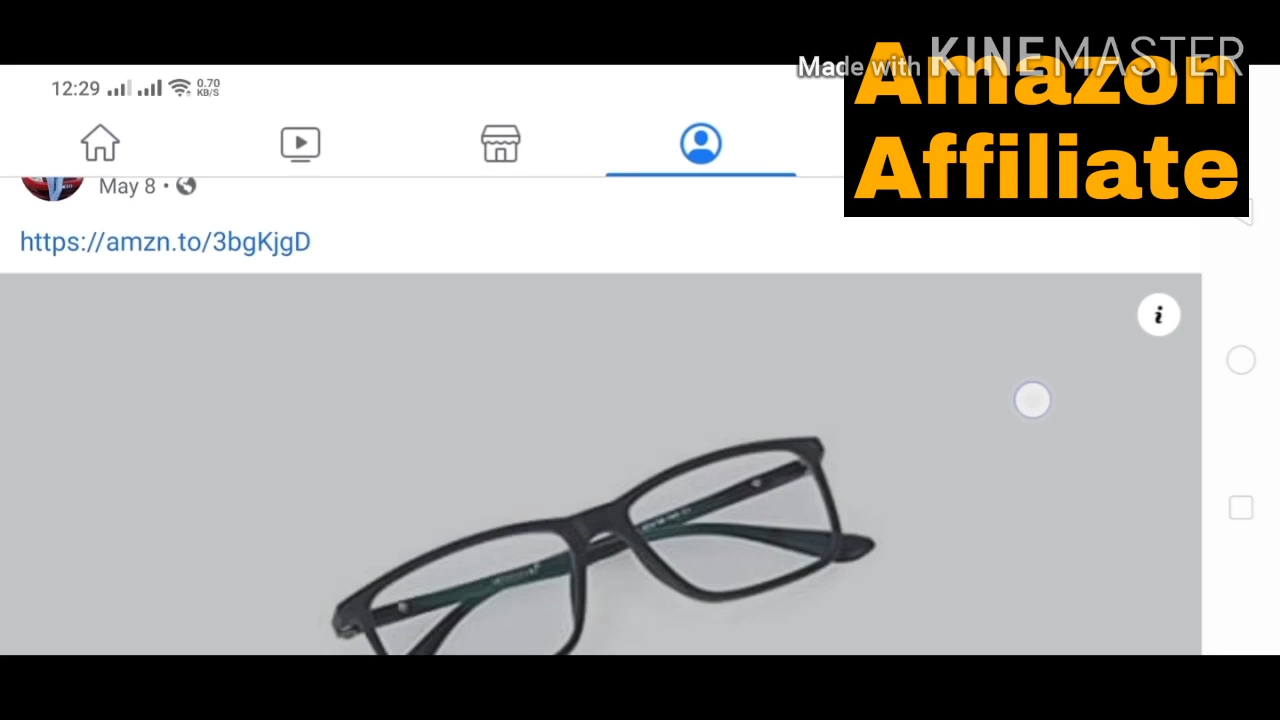 Made with KINEMASTER
Amazon
Affiliate
12:29
0.70
KB/S
May 8 •
https://amzn.to/3bgKjgD
i